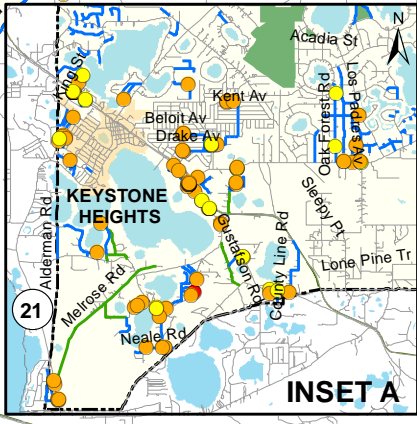 Acadia St
N
King St
Kent Av
Beloit Av
Drake Av
Oak Forest Rd
Los Padres Av
KEYSTONE
HEIGHTS
Sleepy Pt
Alderman Rd
Gustafson Rd
County Line Rd
Lone Pine Tr
Melrose Rd
21
Neale Rd
INSET A